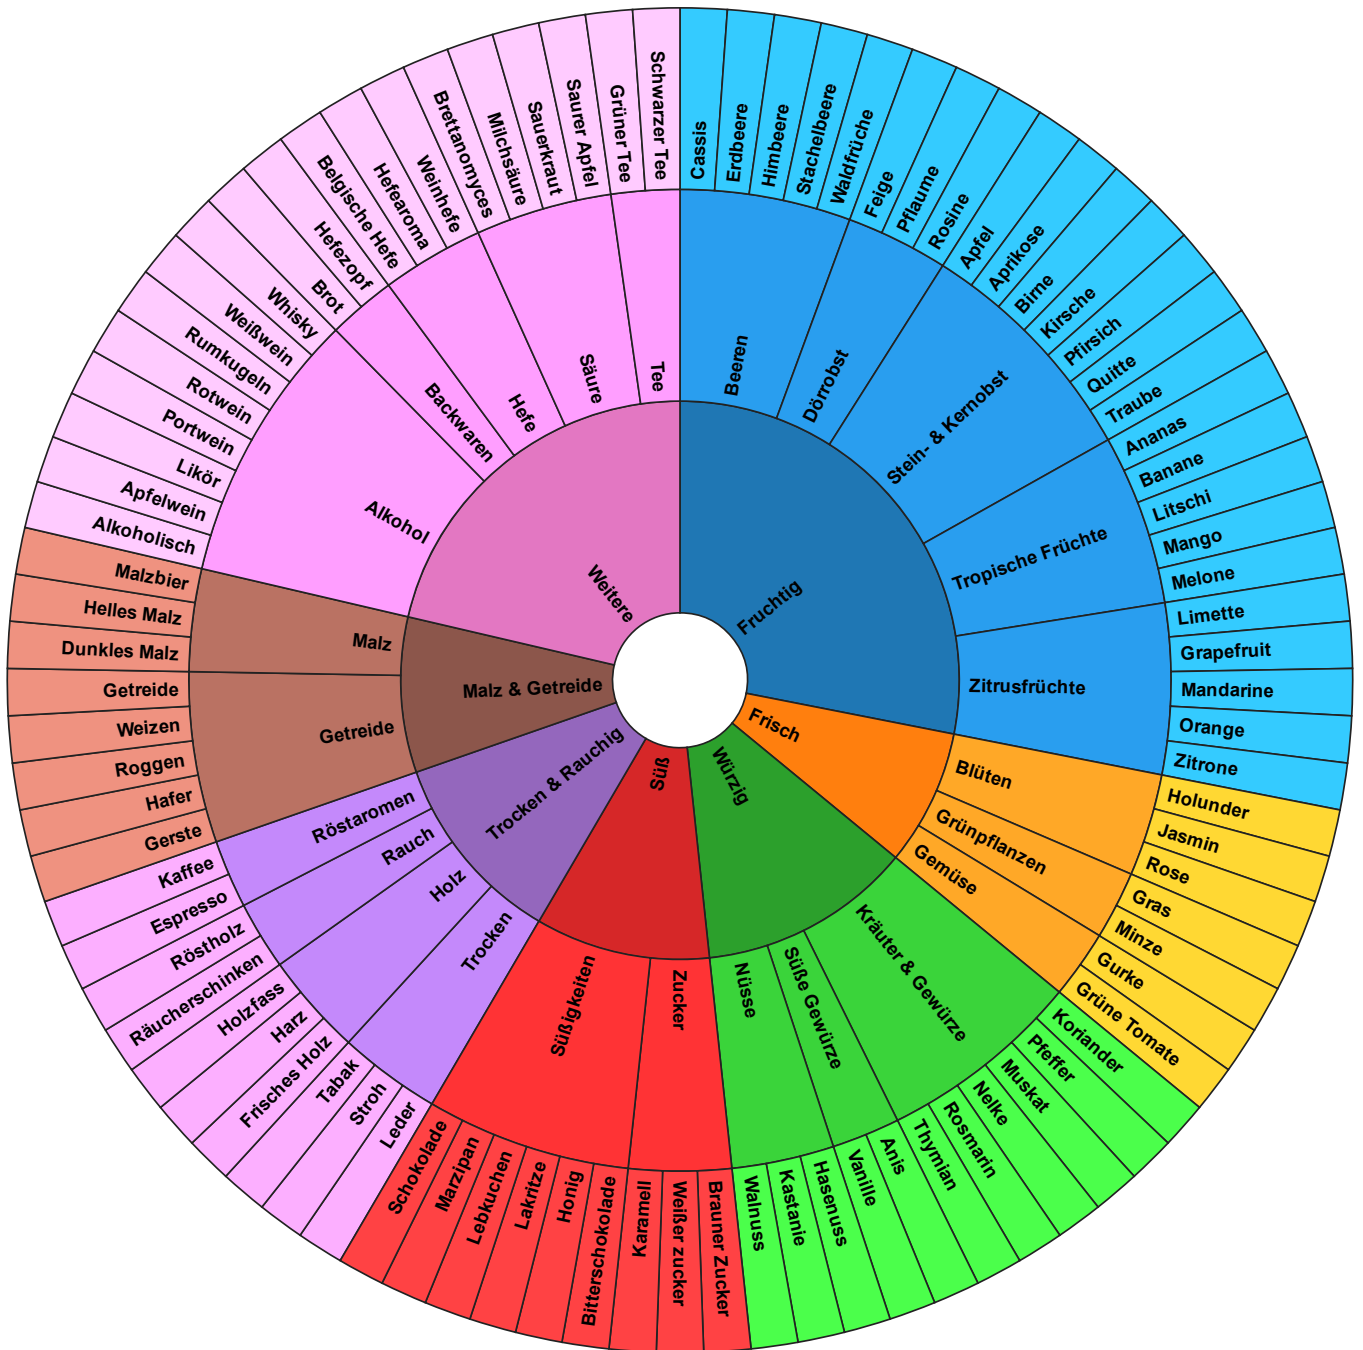 Fruchtig
Frisch
Würzig
Süß
Trocken & Rauchig
Malz & Getreide
Weitere
Beeren
Dörrobst
Stein- & Kernobst
Tropische Früchte
Zitrusfrüchte
Blüten
Grünpflanzen
Gemüse
Kräuter & Gewürze
Süße Gewürze
Nüsse
Zucker
Süßigkeiten
Trocken
Holz
Rauch
Röstaromen
Getreide
Malz
Alkohol
Backwaren
Hefe
Säure
Tee
Cassis
Erdbeere
Himbeere
Stachelbeere
Waldfrüche
Feige
Pflaume
Rosine
Apfel
Aprikose
Birne
Kirsche
Pfirsich
Quitte
Traube
Ananas
Banane
Litschi
Mango
Melone
Limette
Grapefruit
Mandarine
Orange
Zitrone
Holunder
Jasmin
Rose
Gras
Minze
Gurke
Grüne Tomate
Koriander
Pfeffer
Muskat
Nelke
Rosmarin
Thymian
Anis
Vanille
Hasenuss
Kastanie
Walnuss
Brauner Zucker
Weißer zucker
Karamell
Bitterschokolade
Honig
Lakritze
Lebkuchen
Marzipan
Schokolade
Leder
Stroh
Tabak
Frisches Holz
Harz
Holzfass
Räucherschinken
Röstholz
Espresso
Kaffee
Gerste
Hafer
Roggen
Weizen
Getreide
Dunkles Malz
Helles Malz
Malzbier
Alkoholisch
Apfelwein
Likör
Portwein
Rotwein
Rumkugeln
Weißwein
Whisky
Brot
Hefezopf
Belgische Hefe
Hefearoma
Weinhefe
Brettanomyces
Milchsäure
Sauerkraut
Saurer Apfel
Grüner Tee
Schwarzer Tee